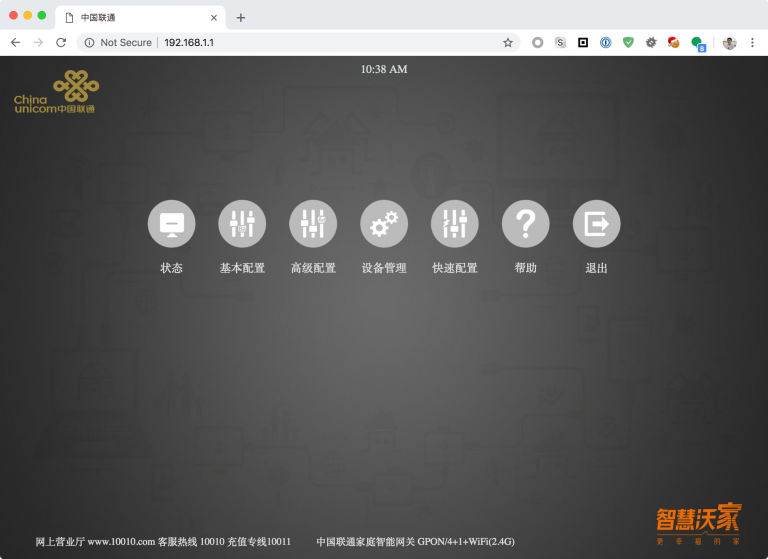 中国联通
Not Secure
192.168.1.1
S
8
10:38 AM
China
unicom中国联通
状态
基本配置
高级配置
设备管理
快速配置
帮助
退出
智慧沃家
更幸福的家
网上营业厅 www.10010.com 客服热线 10010 充值专线10011
中国联通家庭智能网关 GPON/4+1+WiFi(2.4G)